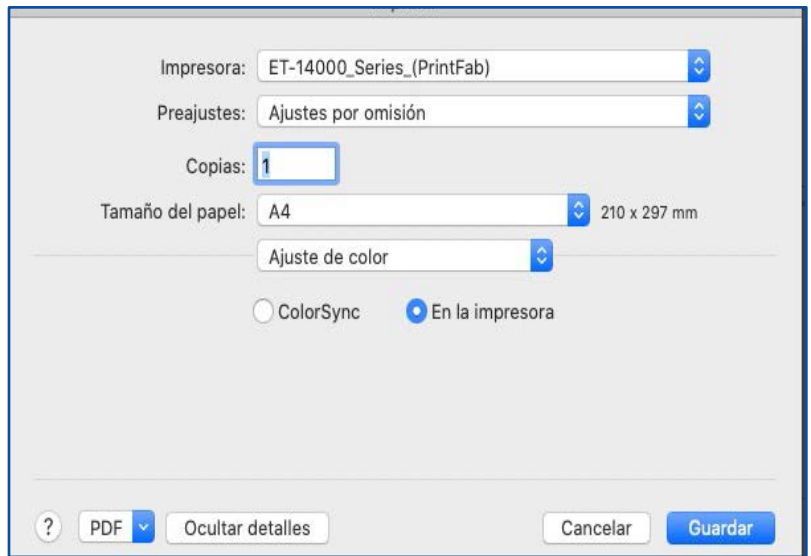 Impresora: ET-14000_Series_(PrintFab)
Preajustes: Ajustes por omisión
Copias: 1
Tamaño del papel: A4 210 x 297 mm
Ajuste de color
ColorSync En la impresora
? PDF Ocultar detalles Cancelar Guardar